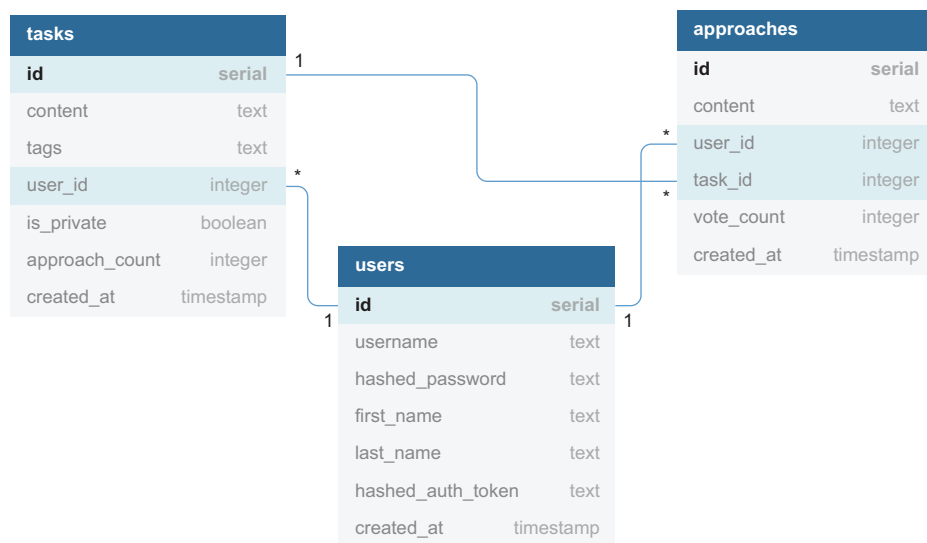 tasks
id serial
content text
tags text
user_id integer
is_private boolean
approach_count integer
created_at timestamp
1
*
approaches
id serial
content text
user_id integer
task_id integer
vote_count integer
created_at timestamp
*
*
users
id serial
username text
hashed_password text
first_name text
last_name text
hashed_auth_token text
created_at timestamp
1
1